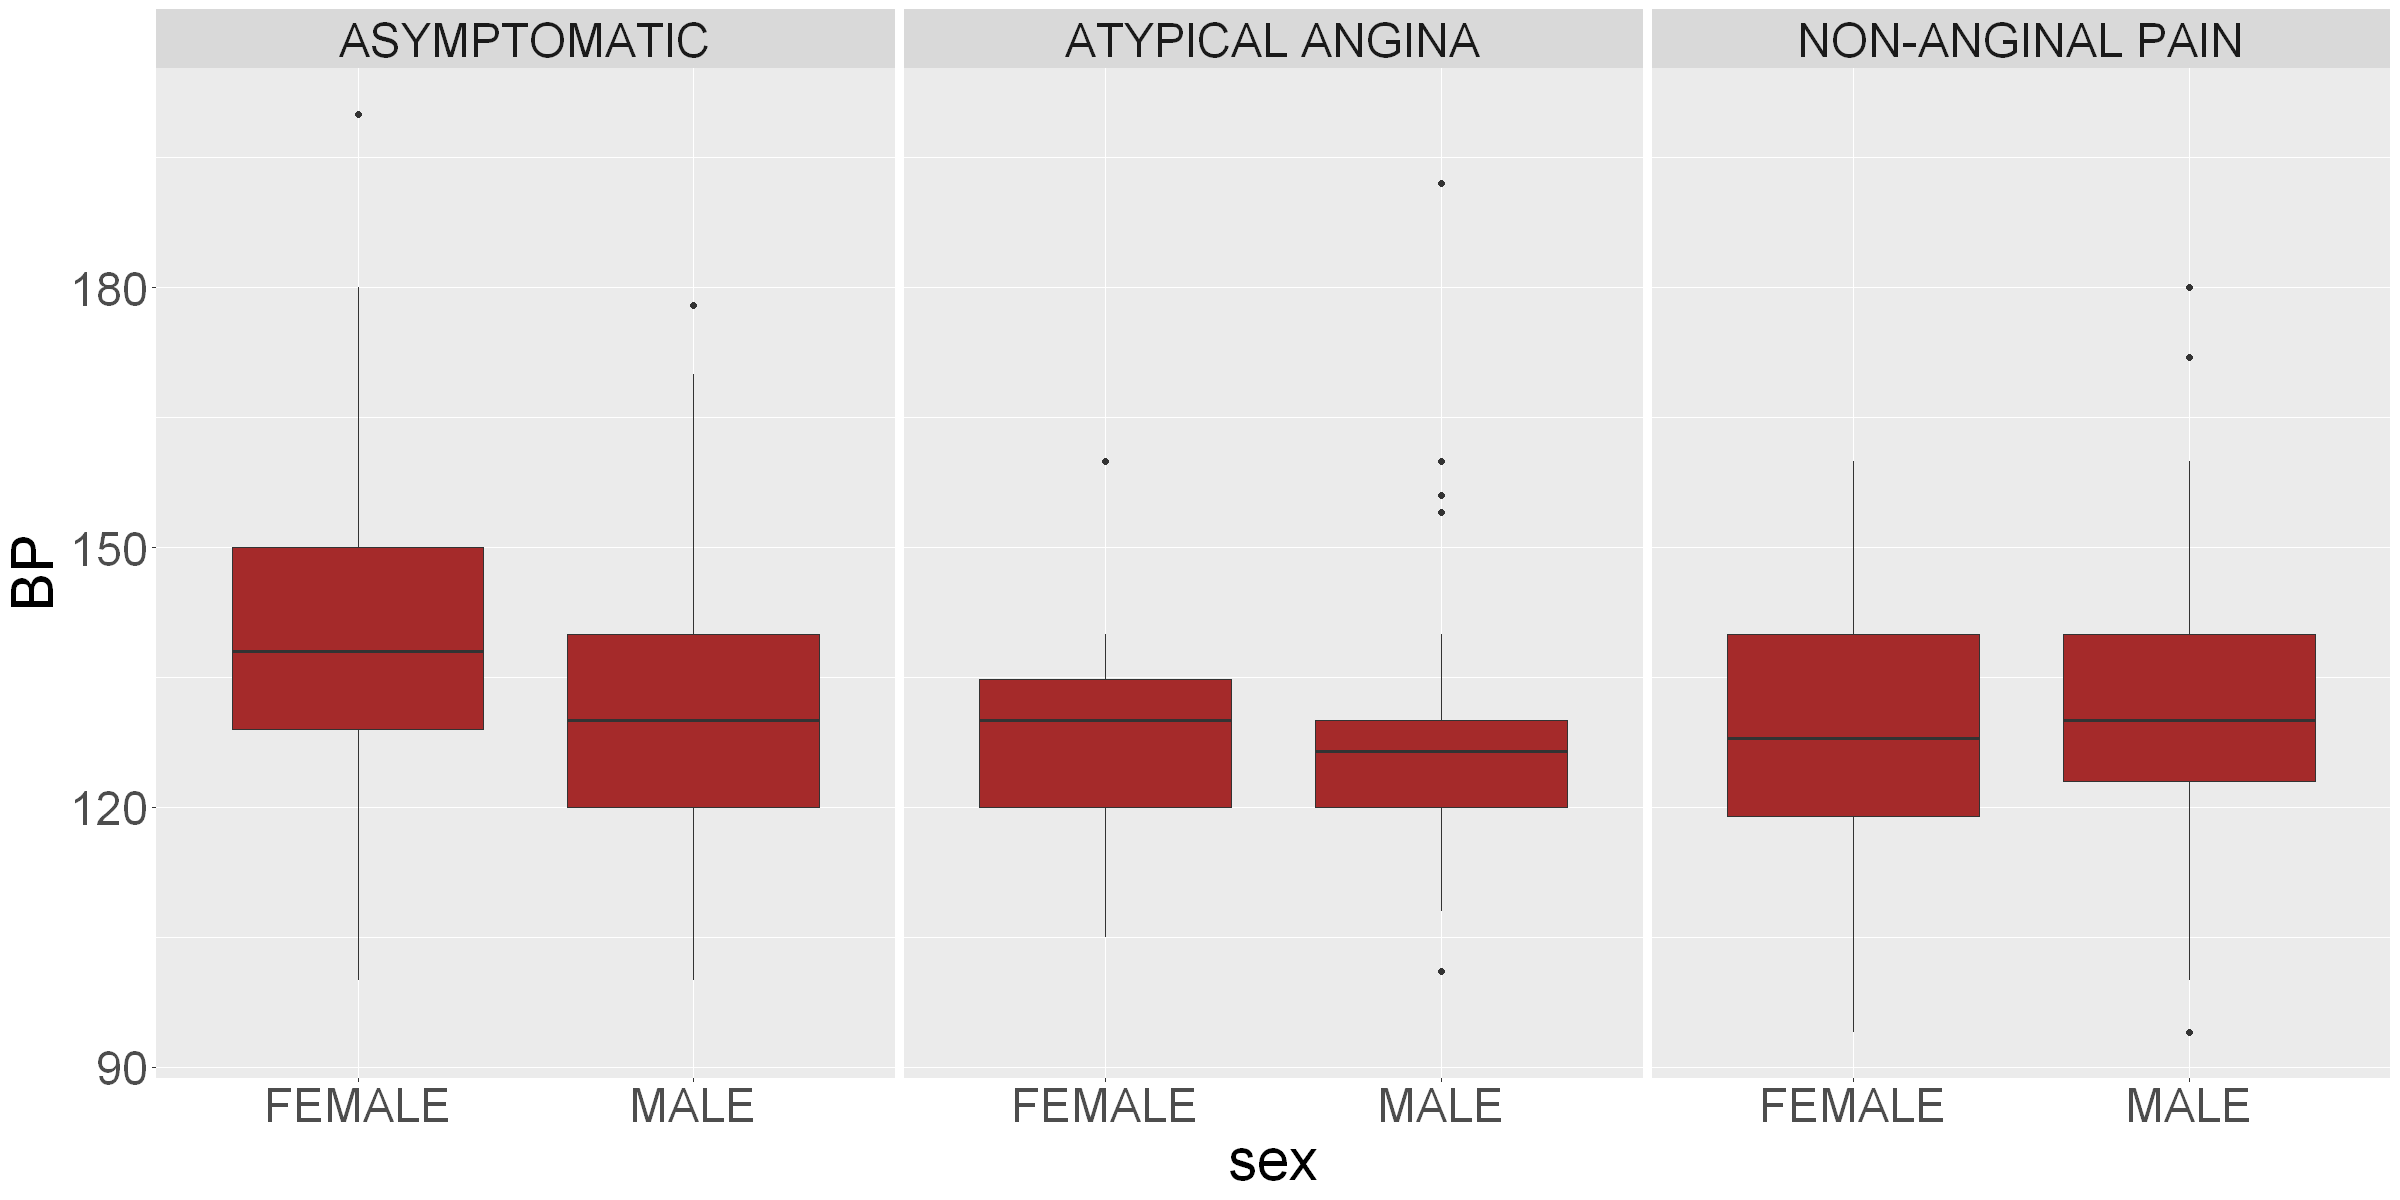 ASYMPTOMATIC ATYPICAL ANGINA NON-ANGINAL PAIN
180
150
120
90
BP
FEMALE MALE FEMALE MALE FEMALE MALE
sex